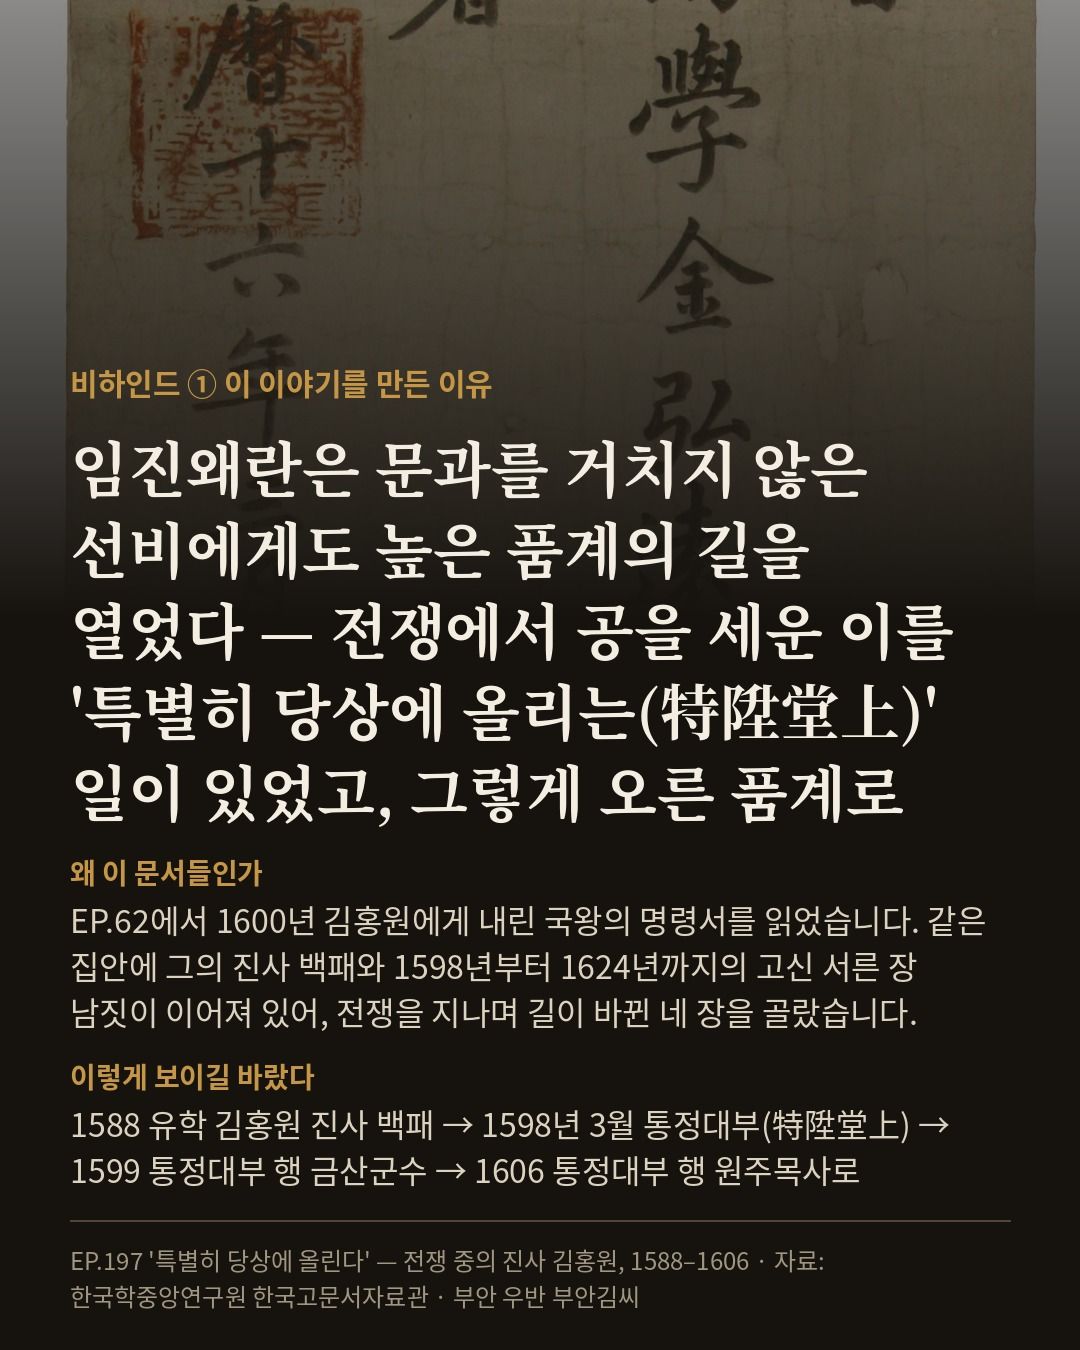 學金弘遠
曆十六年二月
비하인드 ① 이 이야기를 만든 이유
임진왜란은 문과를 거치지 않은
선비에게도 높은 품계의 길을
열었다 — 전쟁에서 공을 세운 이를
'특별히 당상에 올리는(特陞堂上)'
일이 있었고, 그렇게 오른 품계로
왜 이 문서들인가
EP.62에서 1600년 김홍원에게 내린 국왕의 명령서를 읽었습니다. 같은
집안에 그의 진사 백패와 1598년부터 1624년까지의 고신 서른 장
남짓이 이어져 있어, 전쟁을 지나며 길이 바뀐 네 장을 골랐습니다.
이렇게 보이길 바랐다
1588 유학 김홍원 진사 백패 → 1598년 3월 통정대부(特陞堂上) →
1599 통정대부 행 금산군수 → 1606 통정대부 행 원주목사로
EP.197 '특별히 당상에 올린다' — 전쟁 중의 진사 김홍원, 1588–1606 · 자료:
한국학중앙연구원 한국고문서자료관 · 부안 우반 부안김씨